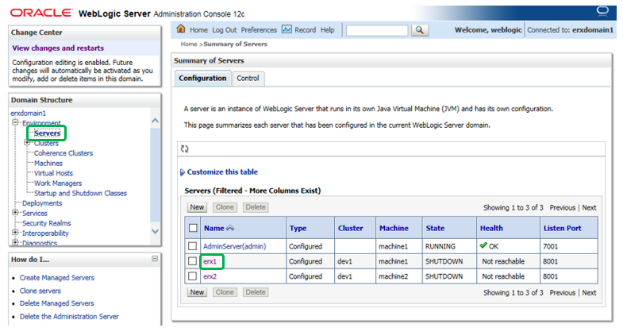 ORACLE WebLogic Server Administration Console 12c
Change Center
View changes and restarts
Configuration editing is enabled. Future
changes will automatically be activated as you
modify, add or delete items in this domain.
Domain Structure
erxdomain1
Environment
Servers
Clusters
Coherence Clusters
Machines
Virtual Hosts
Work Managers
Startup and Shutdown Classes
Deployments
Services
Security Realms
Interoperability
Diagnostics
How do I...
Create Managed Servers
Clone servers
Delete Managed Servers
Delete the Administration Server
Home Log Out Preferences Record Help
Welcome, weblogic Connected to: erxdomain1
Home >Summary of Servers
Summary of Servers
Configuration Control
A server is an instance of WebLogic Server that runs in its own Java Virtual Machine (JVM) and has its own configuration.
This page summarizes each server that has been configured in the current WebLogic Server domain.
Customize this table
Servers (Filtered - More Columns Exist)
New Clone Delete Showing 1 to 3 of 3 Previous | Next
Name Type Cluster Machine State Health Listen Port
AdminServer(admin) Configured machine1 RUNNING OK 7001
erx1 Configured dev1 machine1 SHUTDOWN Not reachable 8001
erx2 Configured dev1 machine2 SHUTDOWN Not reachable 8001
New Clone Delete Showing 1 to 3 of 3 Previous | Next